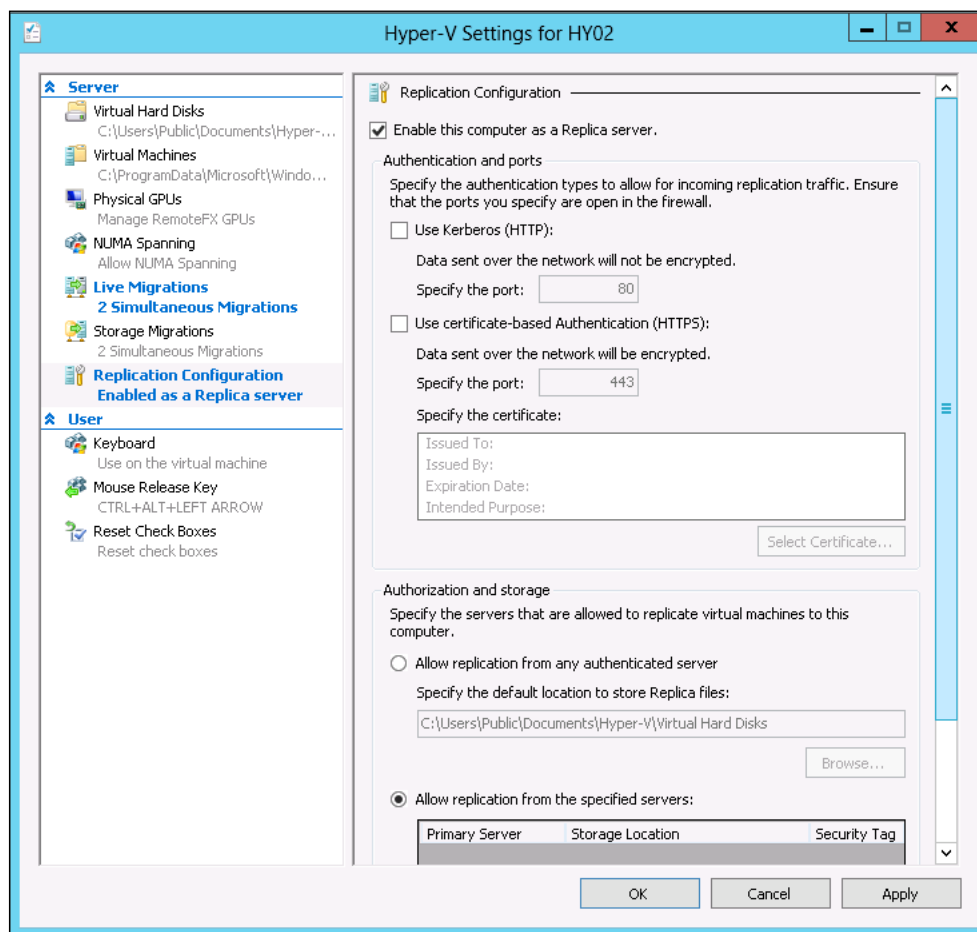 Hyper-V Settings for HY02
Server
Virtual Hard Disks
C:\Users\Public\Documents\Hyper-...
Virtual Machines
C:\ProgramData\Microsoft\Windo...
Physical GPUs
Manage RemoteFX GPUs
NUMA Spanning
Allow NUMA Spanning
Live Migrations
2 Simultaneous Migrations
Storage Migrations
2 Simultaneous Migrations
Replication Configuration
Enabled as a Replica server
User
Keyboard
Use on the virtual machine
Mouse Release Key
CTRL+ALT+LEFT ARROW
Reset Check Boxes
Reset check boxes
Replication Configuration
Enable this computer as a Replica server.
Authentication and ports
Specify the authentication types to allow for incoming replication traffic. Ensure
that the ports you specify are open in the firewall.
Use Kerberos (HTTP):
Data sent over the network will not be encrypted.
Specify the port: 80
Use certificate-based Authentication (HTTPS):
Data sent over the network will be encrypted.
Specify the port: 443
Specify the certificate:
Issued To:
Issued By:
Expiration Date:
Intended Purpose:
Select Certificate...
Authorization and storage
Specify the servers that are allowed to replicate virtual machines to this
computer.
Allow replication from any authenticated server
Specify the default location to store Replica files:
C:\Users\Public\Documents\Hyper-V\Virtual Hard Disks
Browse...
Allow replication from the specified servers:
Primary Server Storage Location Security Tag
OK Cancel Apply